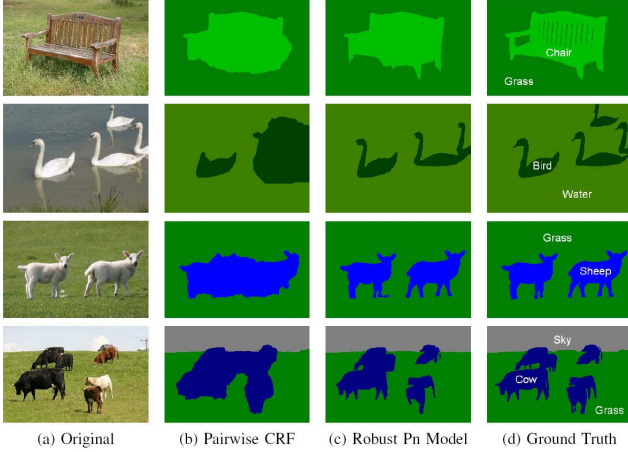 Chair
Grass
Bird
Water
Grass
Sheep
Sky
Cow
Grass
(a) Original
(b) Pairwise CRF
(c) Robust Pn Model
(d) Ground Truth